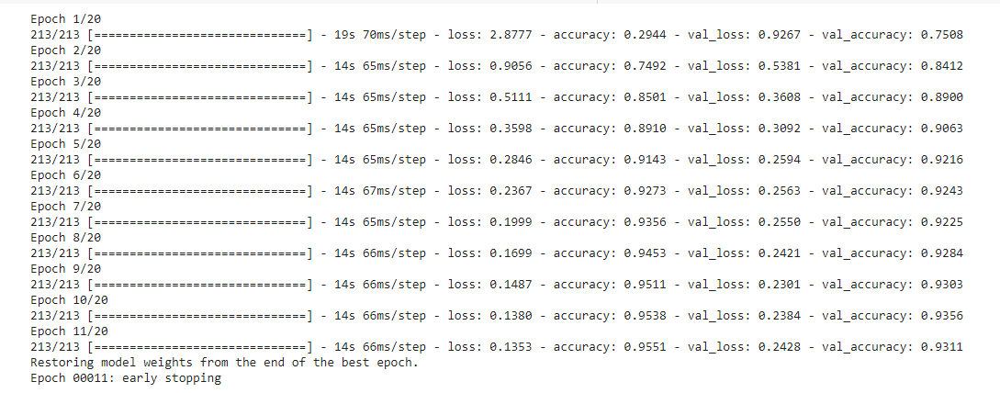 Epoch 1/20
213/213 [==============================] - 19s 70ms/step - loss: 2.8777 - accuracy: 0.2944 - val_loss: 0.9267 - val_accuracy: 0.7508
Epoch 2/20
213/213 [==============================] - 14s 65ms/step - loss: 0.9056 - accuracy: 0.7492 - val_loss: 0.5381 - val_accuracy: 0.8412
Epoch 3/20
213/213 [==============================] - 14s 65ms/step - loss: 0.5111 - accuracy: 0.8501 - val_loss: 0.3608 - val_accuracy: 0.8900
Epoch 4/20
213/213 [==============================] - 14s 65ms/step - loss: 0.3598 - accuracy: 0.8910 - val_loss: 0.3092 - val_accuracy: 0.9063
Epoch 5/20
213/213 [==============================] - 14s 65ms/step - loss: 0.2846 - accuracy: 0.9143 - val_loss: 0.2594 - val_accuracy: 0.9216
Epoch 6/20
213/213 [==============================] - 14s 67ms/step - loss: 0.2367 - accuracy: 0.9273 - val_loss: 0.2563 - val_accuracy: 0.9243
Epoch 7/20
213/213 [==============================] - 14s 65ms/step - loss: 0.1999 - accuracy: 0.9356 - val_loss: 0.2550 - val_accuracy: 0.9225
Epoch 8/20
213/213 [==============================] - 14s 66ms/step - loss: 0.1699 - accuracy: 0.9453 - val_loss: 0.2421 - val_accuracy: 0.9284
Epoch 9/20
213/213 [==============================] - 14s 66ms/step - loss: 0.1487 - accuracy: 0.9511 - val_loss: 0.2301 - val_accuracy: 0.9303
Epoch 10/20
213/213 [==============================] - 14s 66ms/step - loss: 0.1380 - accuracy: 0.9538 - val_loss: 0.2384 - val_accuracy: 0.9356
Epoch 11/20
213/213 [==============================] - 14s 66ms/step - loss: 0.1353 - accuracy: 0.9551 - val_loss: 0.2428 - val_accuracy: 0.9311
Restoring model weights from the end of the best epoch.
Epoch 00011: early stopping